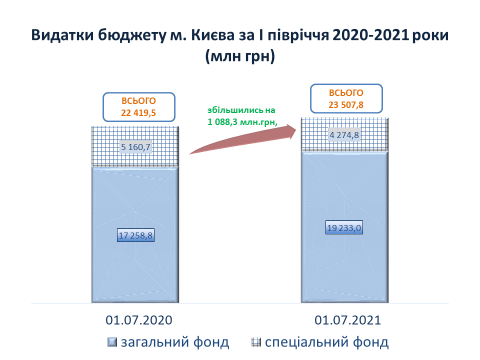 Видатки бюджету м. Києва за І півріччя 2020-2021 роки
(млн грн)
ВСЬОГО
22 419,5
ВСЬОГО
23 507,8
збільшились на
1 088,3 млн.грн,
5 160,7
4 274,8
17 258,8
19 233,0
01.07.2020
01.07.2021
загальний фонд
спеціальний фонд